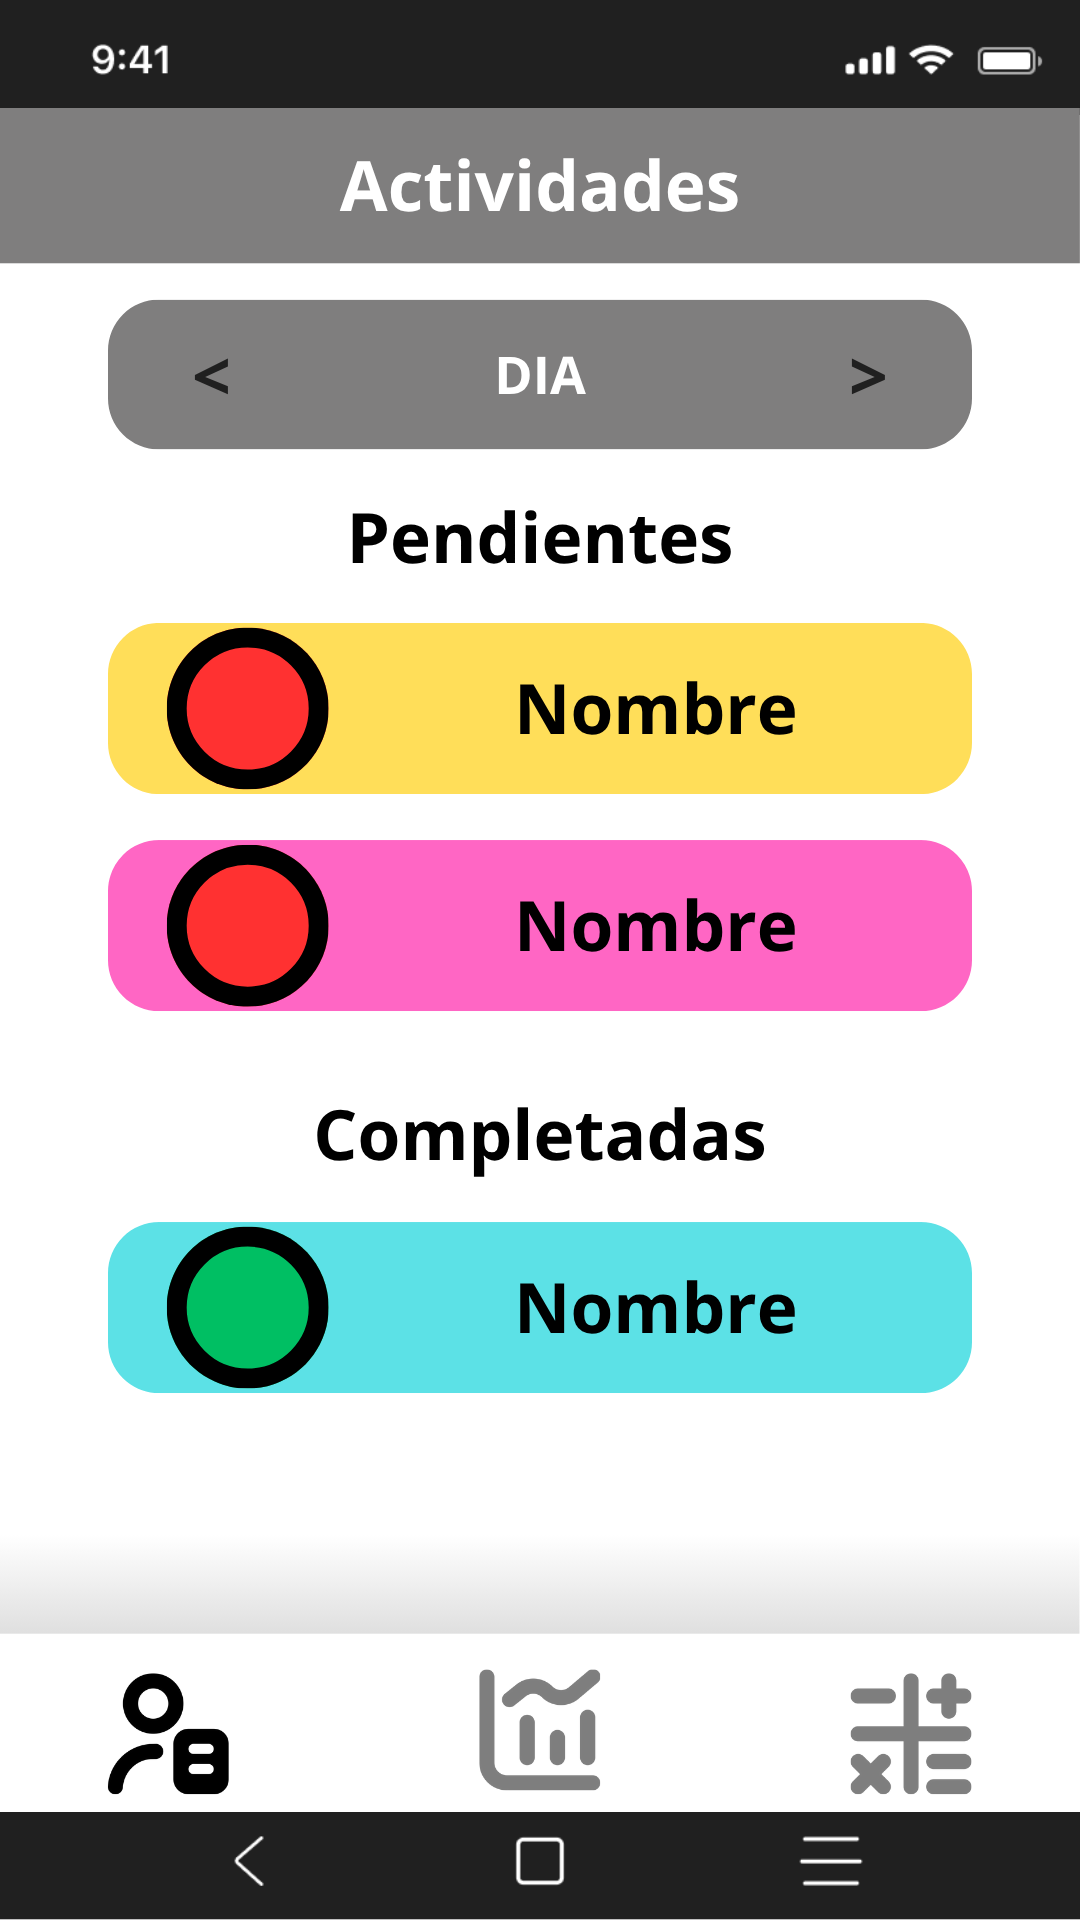 9:41
Actividades
< DIA >
Pendientes
Nombre
Nombre
Completadas
Nombre